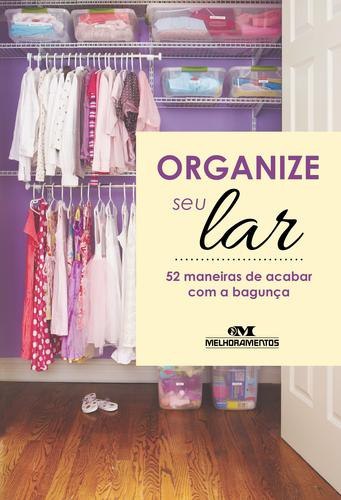 ORGANIZE
seu lar
52 maneiras de acabar
com a bagunça
M
MELHORAMENTOS